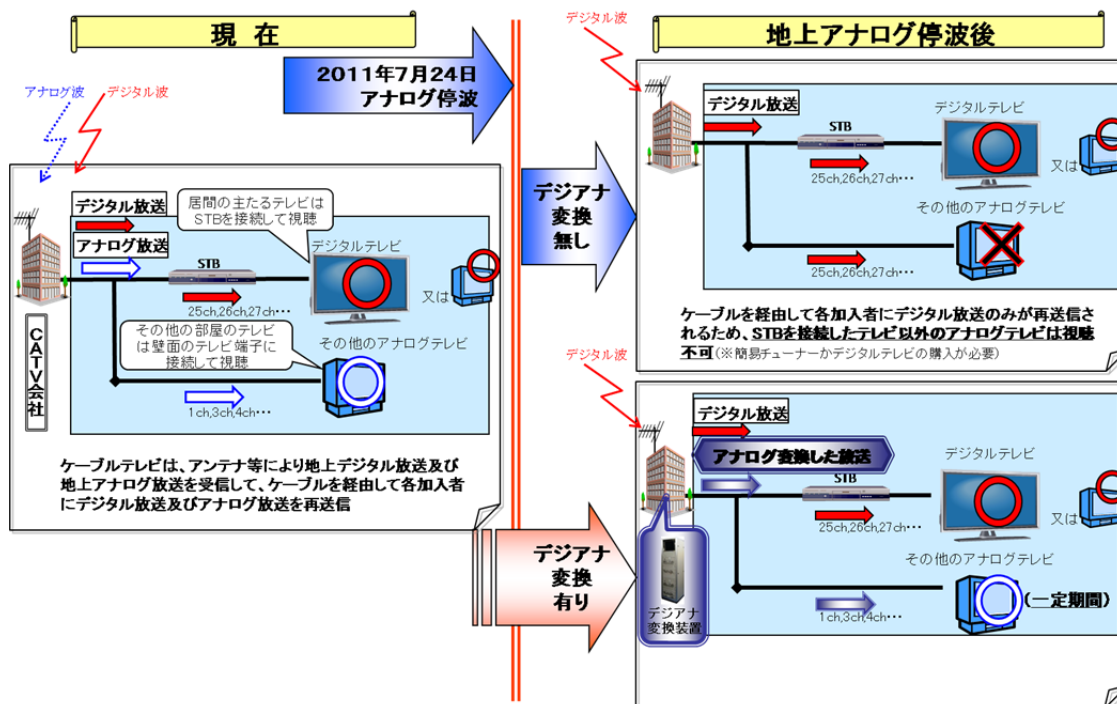 現 在
2011年7月24日
アナログ停波
地上アナログ停波後
アナログ波
デジタル波
デジタル放送
アナログ放送
居間の主たるテレビは
STBを接続して視聴
STB
デジタルテレビ
25ch,26ch,27ch・・・
又は
その他の部屋のテレビ
は壁面のテレビ端子に
接続して視聴
その他のアナログテレビ
1ch,3ch,4ch・・・
CATV会社
ケーブルテレビは、アンテナ等により地上デジタル放送及び
地上アナログ放送を受信して、ケーブルを経由して各加入者
にデジタル放送及びアナログ放送を再送信
デジアナ
変換
無し
デジタル波
デジタル放送
STB
デジタルテレビ
25ch,26ch,27ch・・・
又は
その他のアナログテレビ
25ch,26ch,27ch・・・
ケーブルを経由して各加入者にデジタル放送のみが再送信
されるため、STBを接続したテレビ以外のアナログテレビは視聴
不可(※簡易チューナーかデジタルテレビの購入が必要)
デジアナ
変換
有り
デジタル波
デジタル放送
アナログ変換した放送
STB
デジタルテレビ
25ch,26ch,27ch・・・
又は
その他のアナログテレビ
(一定期間)
1ch,3ch,4ch・・・
デジアナ
変換装置